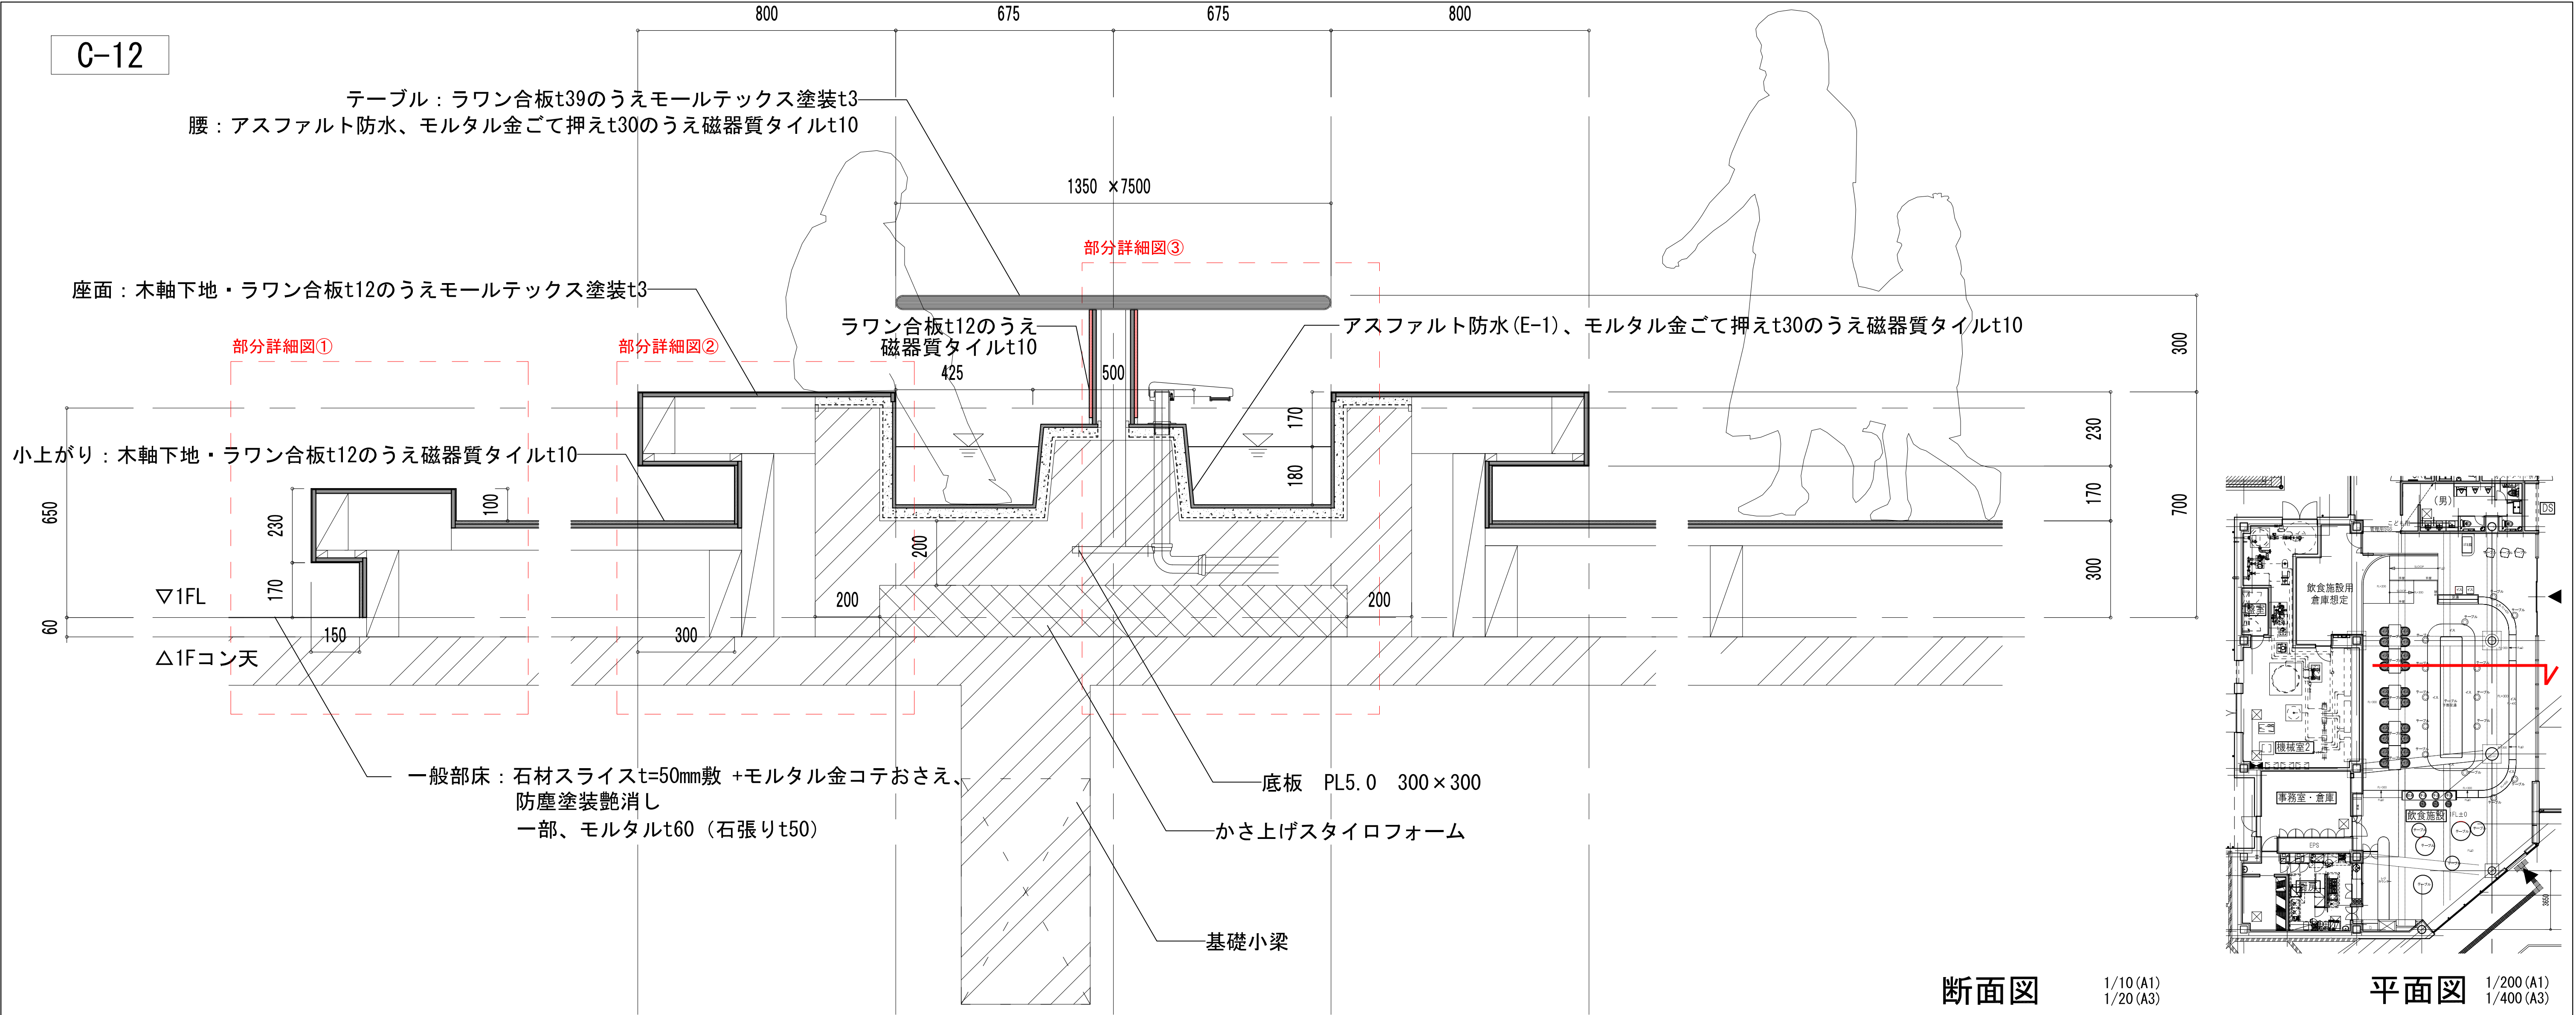 C-12
800
675
675
800
テーブル：ラワン合板t39のうえモールテックス塗装t3
腰：アスファルト防水、モルタル金ごて押えt30のうえ磁器質タイルt10
1350 ×7500
部分詳細図③
座面：木軸下地・ラワン合板t12のうえモールテックス塗装t3
ラワン合板t12のうえ
磁器質タイルt10
アスファルト防水(E-1)、モルタル金ごて押えt30のうえ磁器質タイルt10
部分詳細図①
部分詳細図②
425
500
300
170
230
小上がり：木軸下地・ラワン合板t12のうえ磁器質タイルt10
180
650
230
100
170
700
200
170
300
▽1FL
200
200
60
150
300
△1Fコン天
一般部床：石材スライスt=50mm敷 +モルタル金コテおさえ、
防塵塗装艶消し
一部、モルタルt60（石張りt50）
底板　PL5.0　300×300
かさ上げスタイロフォーム
基礎小梁
断面図
1/10(A1)
1/20(A3)
(男)
DS
飲食施設用
倉庫想定
機械室2
事務室・倉庫
飲食施設
FL±0
EPS
3650
平面図
1/200(A1)
1/400(A3)